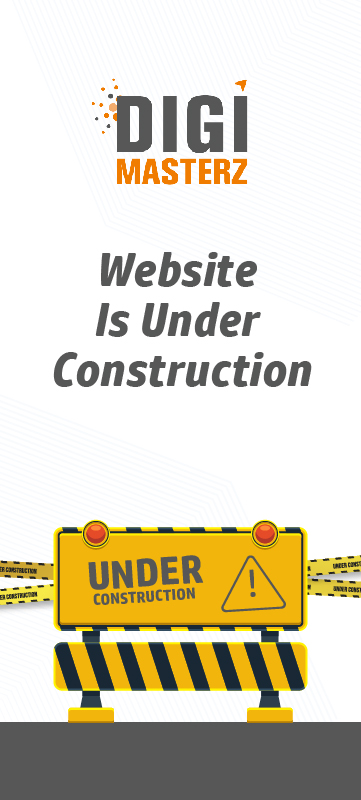 DIGI
MASTERZ
Website
Is Under
Construction
UNDER
CONSTRUCTION
UNDER CONSTRUCTION
UNDER CONSTRUCTION
UNDER CONSTRUCTION
UNDER CONSTRUCTION